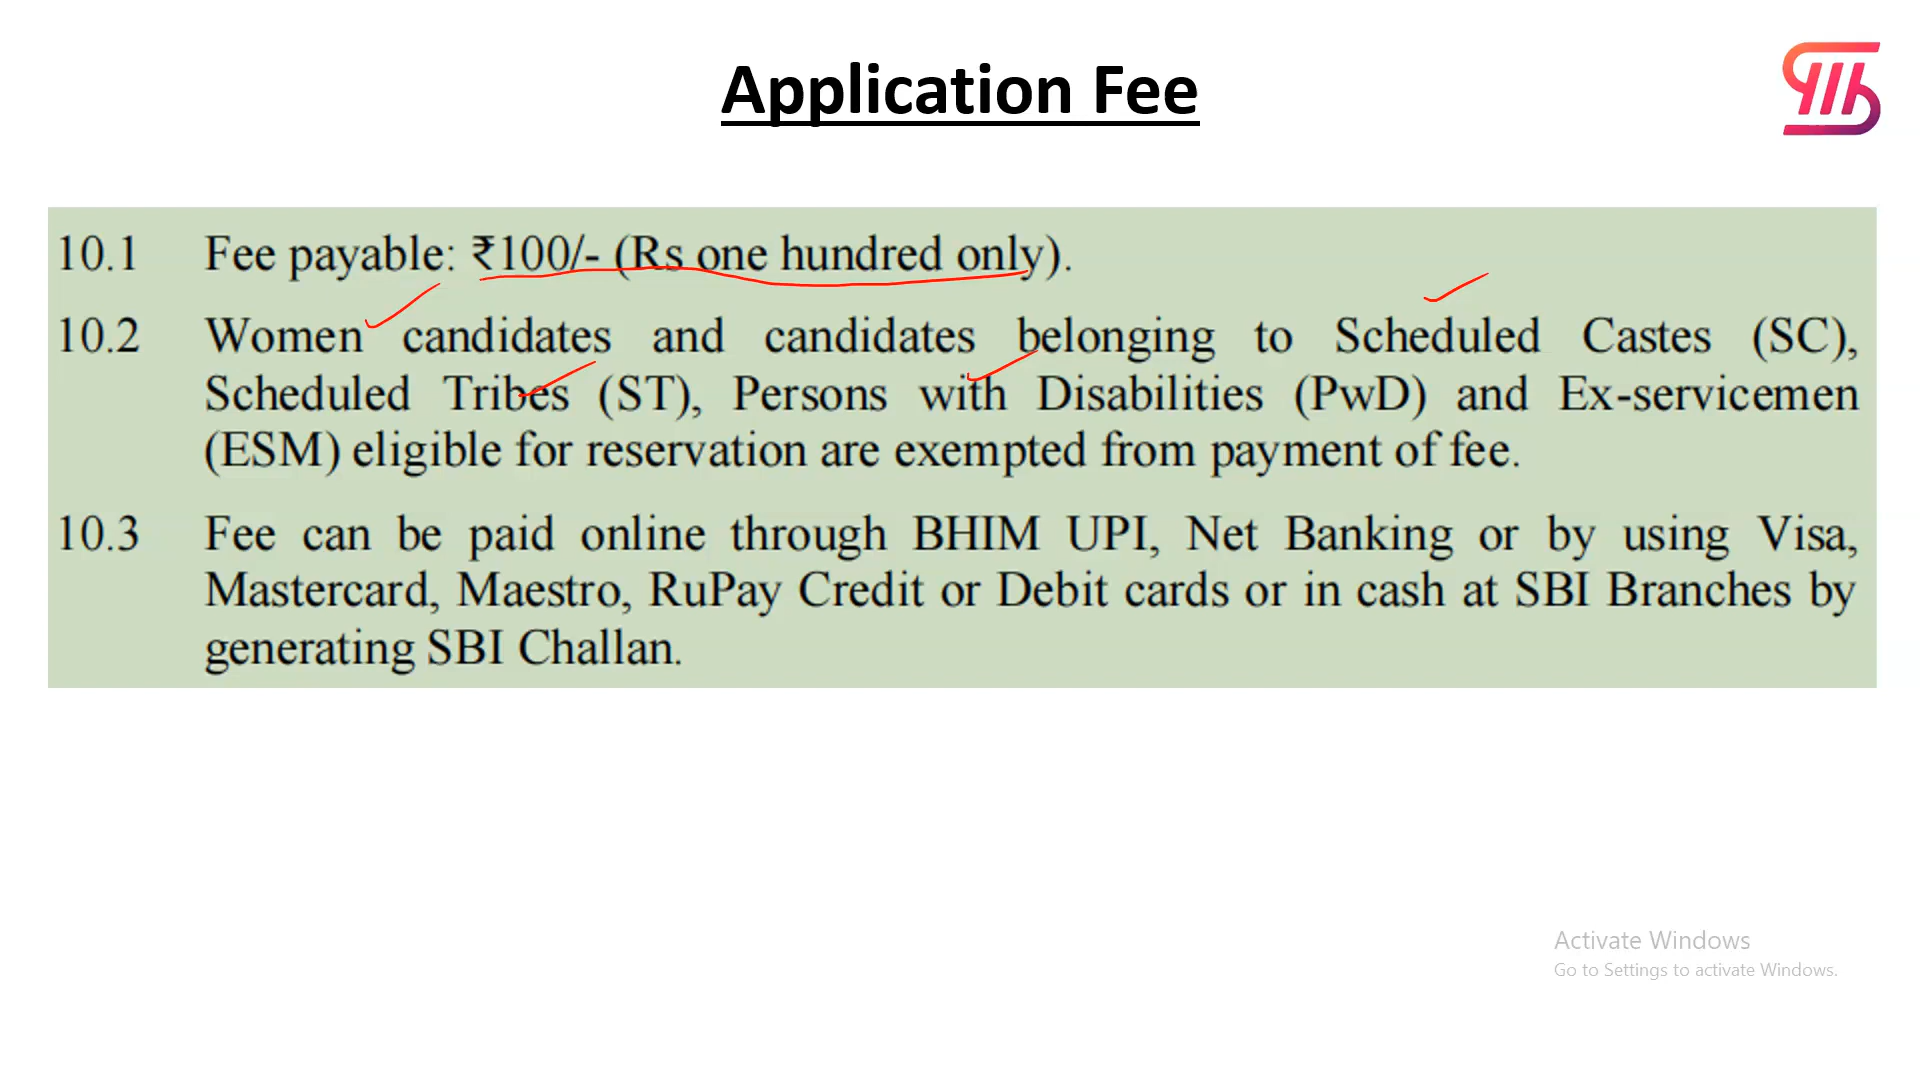 Application Fee
10.1 Fee payable: ₹100/- (Rs one hundred only).
10.2 Women candidates and candidates belonging to Scheduled Castes (SC),
Scheduled Tribes (ST), Persons with Disabilities (PwD) and Ex-servicemen
(ESM) eligible for reservation are exempted from payment of fee.
10.3 Fee can be paid online through BHIM UPI, Net Banking or by using Visa,
Mastercard, Maestro, RuPay Credit or Debit cards or in cash at SBI Branches by
generating SBI Challan.
Activate Windows
Go to Settings to activate Windows.